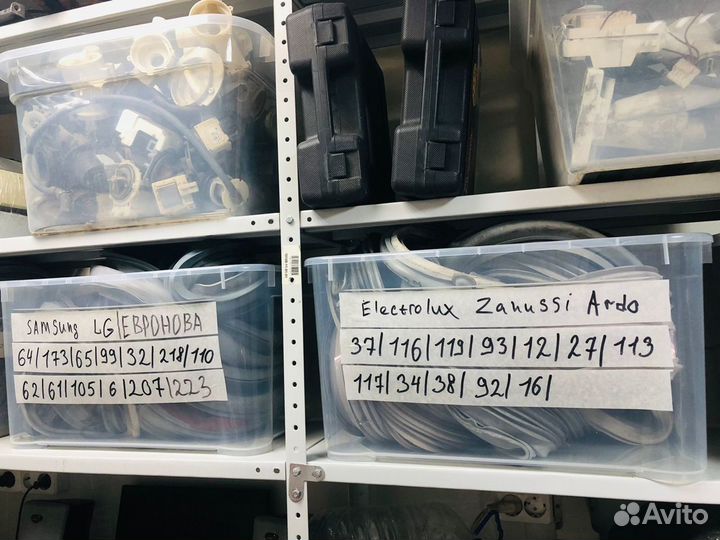 SAMSung LG/ЕВРОНОВА
64/173/65/99/32/218/110
62/61/105/6/207/223
Electrolux Zanussi Ardo
37/116/119/93/12/27/113
117/34/38/92/16/
Avito